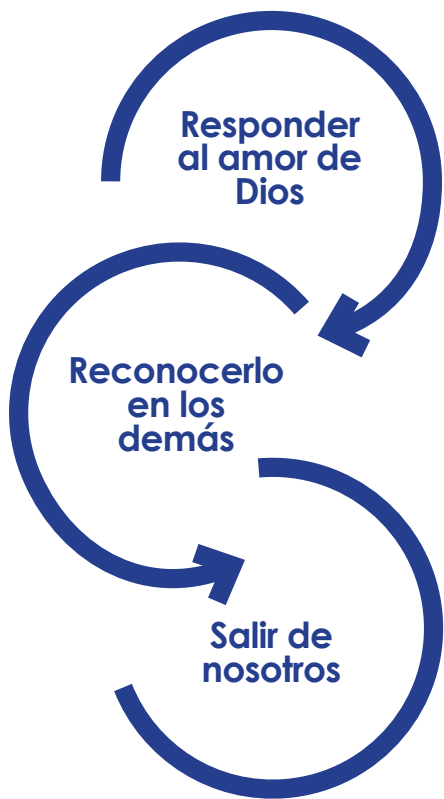 Responder
al amor de
Dios
Reconocerlo
en los
demás
Salir de
nosotros